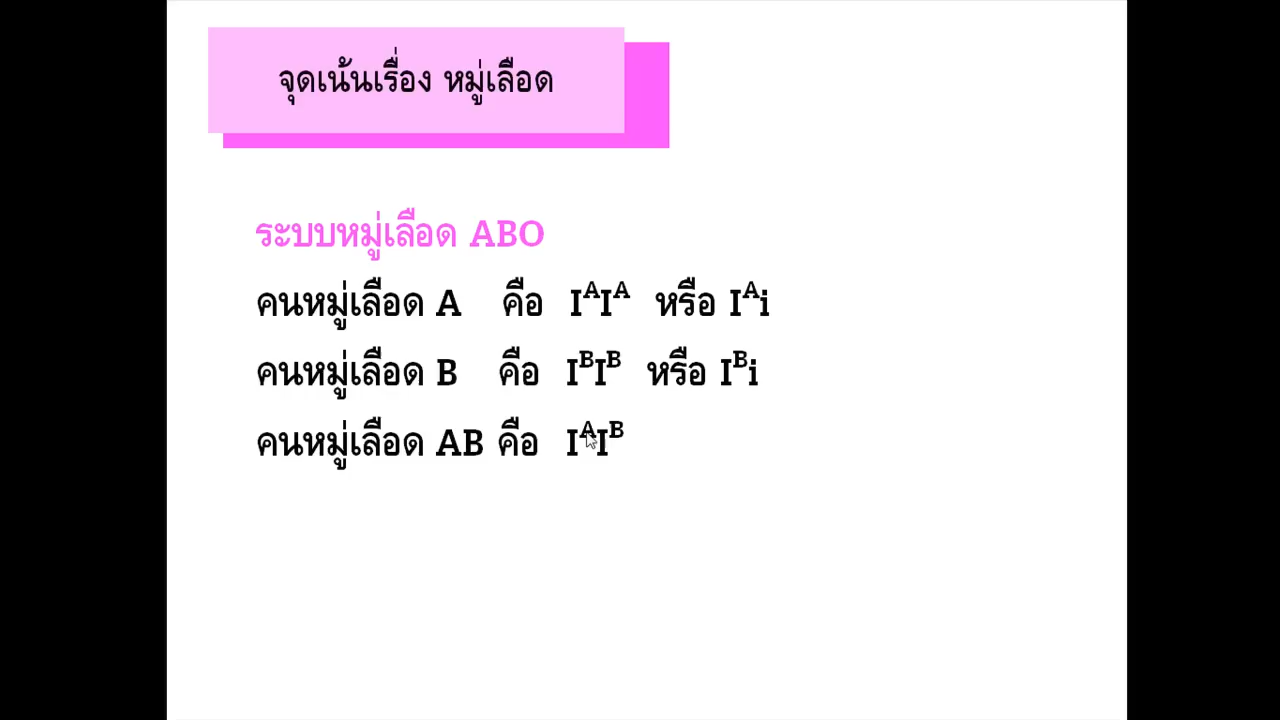 จุดเน้นเรื่อง หมู่เลือด
ระบบหมู่เลือด ABO
คนหมู่เลือด A คือ IᴬIᴬ หรือ Iᴬi
คนหมู่เลือด B คือ IᴮIᴮ หรือ Iᴮi
คนหมู่เลือด AB คือ IᴬIᴮ